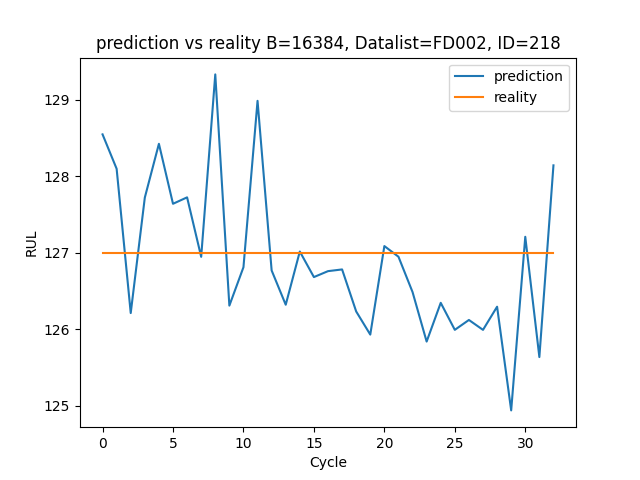 prediction vs reality B=16384, Datalist=FD002, ID=218
prediction
reality
129
128
127
126
125
RUL
0 5 10 15 20 25 30
Cycle